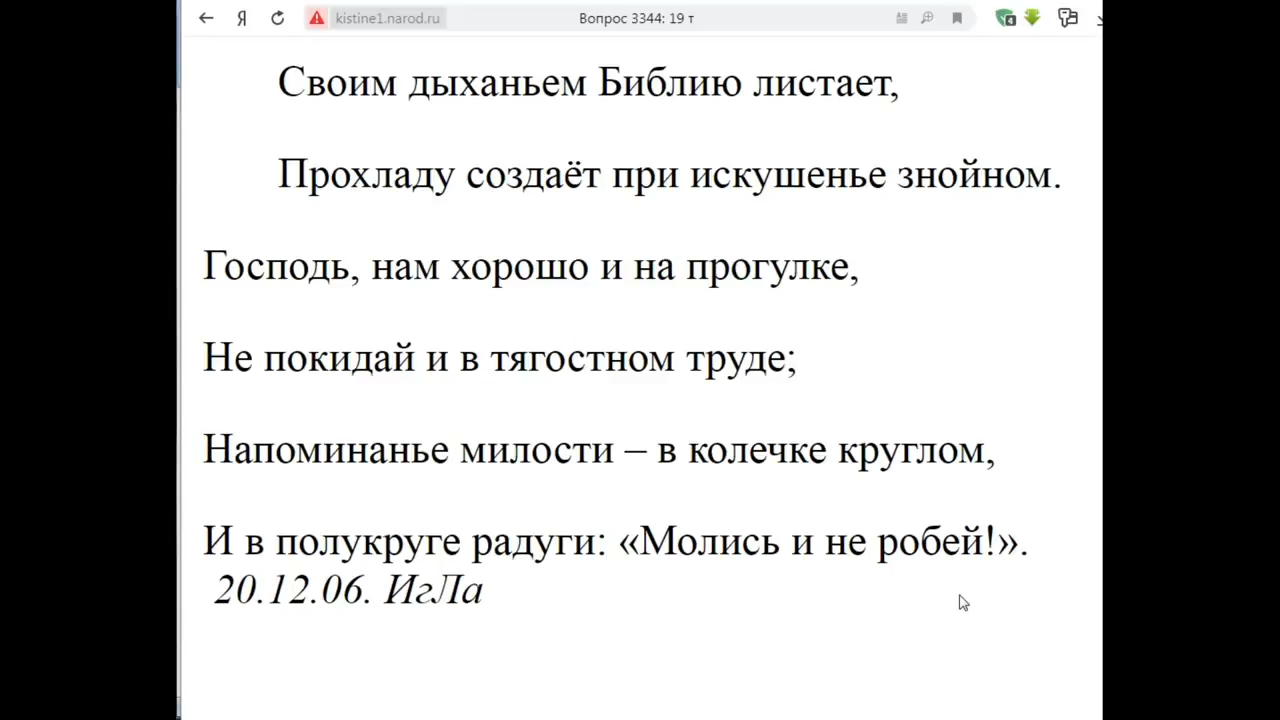 Я kistine1.narod.ru Вопрос 3344: 19 т 4
Своим дыханьем Библию листает,
Прохладу создаёт при искушенье знойном.
Господь, нам хорошо и на прогулке,
Не покидай и в тягостном труде;
Напоминанье милости – в колечке круглом,
И в полукруге радуги: «Молись и не робей!».
20.12.06. ИгЛа